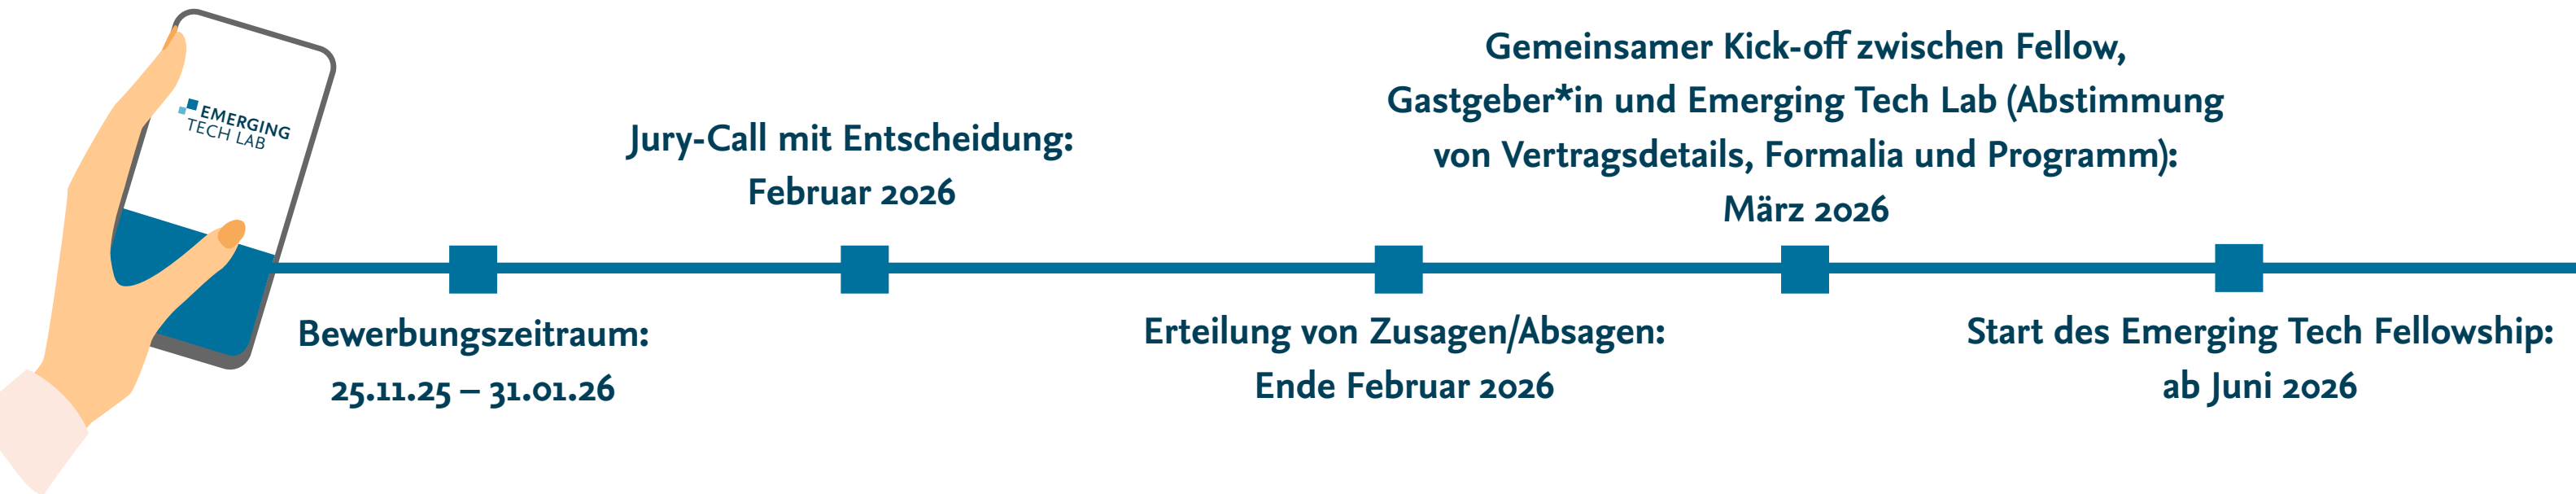 EMERGING
TECH LAB
Bewerbungszeitraum:
25.11.25 – 31.01.26
Jury-Call mit Entscheidung:
Februar 2026
Erteilung von Zusagen/Absagen:
Ende Februar 2026
Gemeinsamer Kick-off zwischen Fellow,
Gastgeber*in und Emerging Tech Lab (Abstimmung
von Vertragsdetails, Formalia und Programm):
März 2026
Start des Emerging Tech Fellowship:
ab Juni 2026